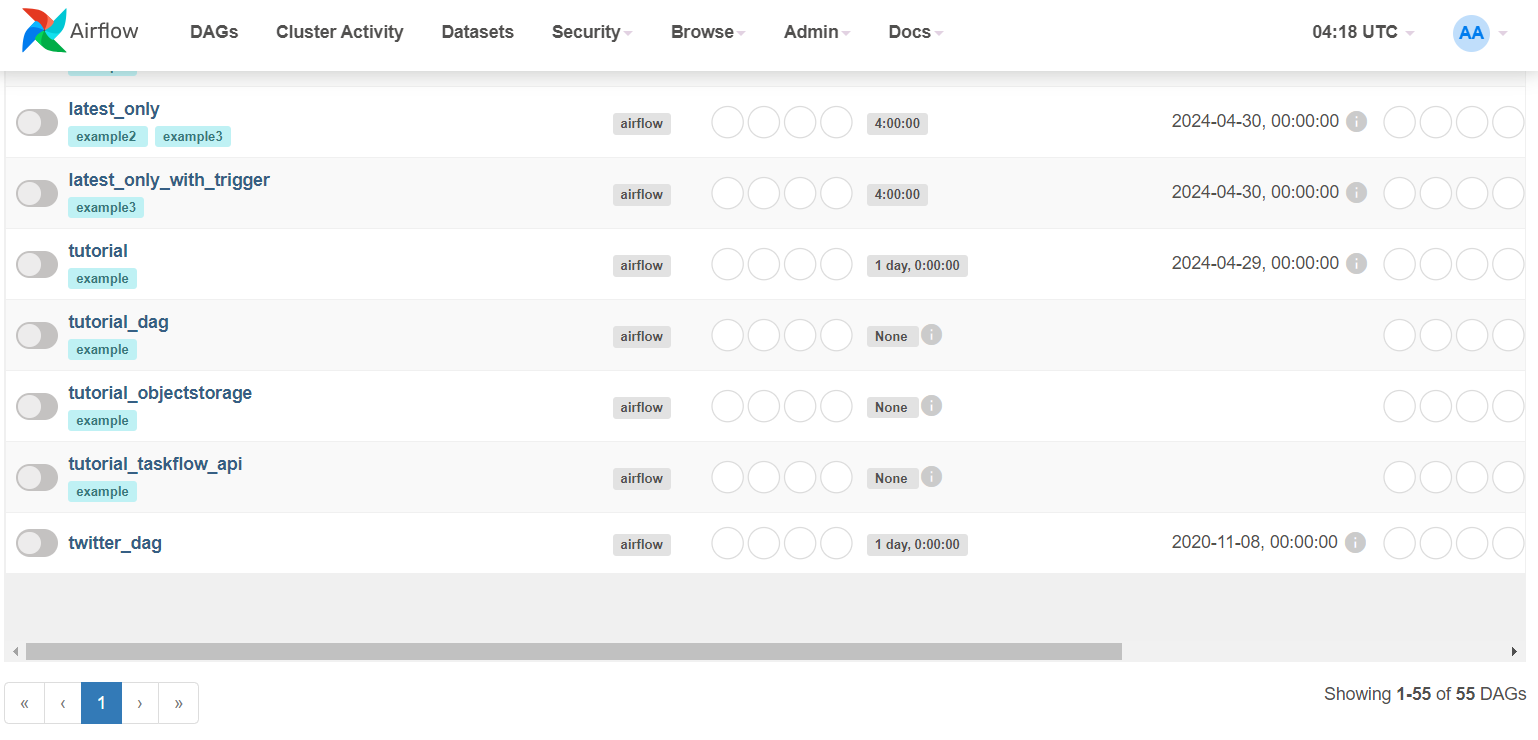 Airflow DAGs Cluster Activity Datasets Security Browse Admin Docs 04:18 UTC AA
latest_only
example2 example3 airflow 4:00:00 2024-04-30, 00:00:00 i
latest_only_with_trigger
example3 airflow 4:00:00 2024-04-30, 00:00:00 i
tutorial
example airflow 1 day, 0:00:00 2024-04-29, 00:00:00 i
tutorial_dag
example airflow None i
tutorial_objectstorage
example airflow None i
tutorial_taskflow_api
example airflow None i
twitter_dag airflow 1 day, 0:00:00 2020-11-08, 00:00:00 i
« ‹ 1 › »
Showing 1-55 of 55 DAGs